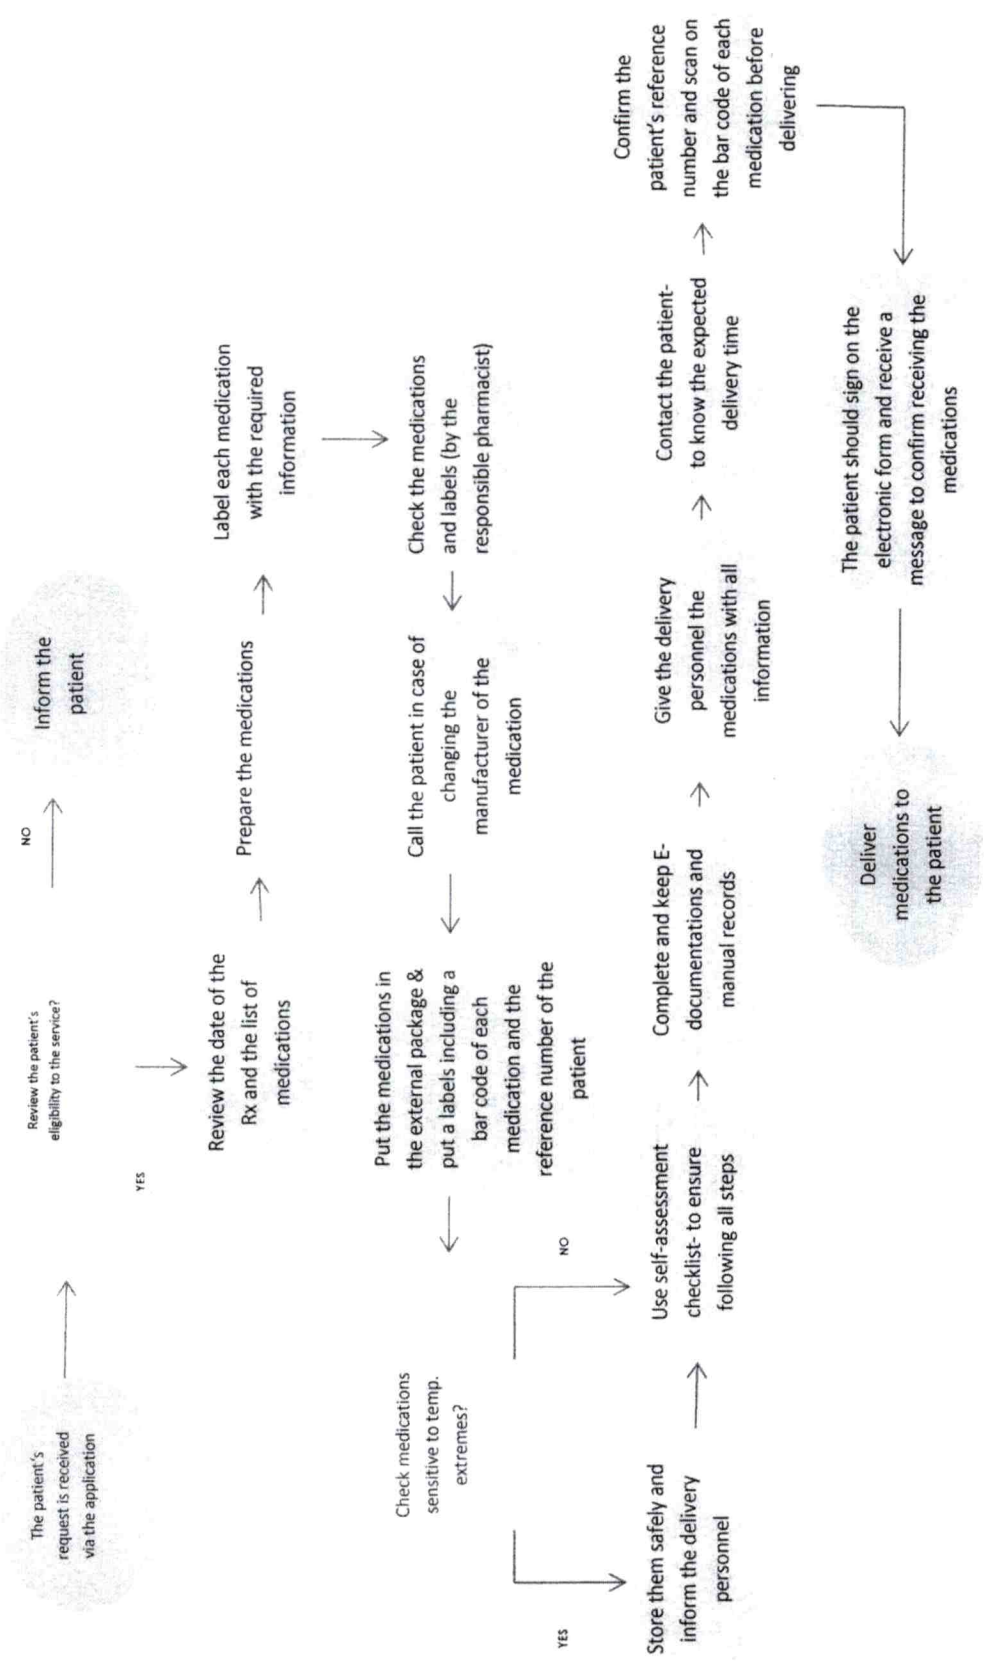 The patient's
request is received
via the application
Review the patient's
eligibility to the service?
NO
Inform the
patient
YES
Review the date of the
Rx and the list of
medications
Prepare the medications
Label each medication
with the required
information
Check the medications
and labels (by the
responsible pharmacist)
Call the patient in case of
changing the
manufacturer of the
medication
Put the medications in
the external package &
put a labels including a
bar code of each
medication and the
reference number of the
patient
Check medications
sensitive to temp.
extremes?
YES
NO
Store them safely and
inform the delivery
personnel
Use self-assessment
checklist- to ensure
following all steps
Complete and keep E-
documentations and
manual records
Give the delivery
personnel the
medications with all
information
Contact the patient-
to know the expected
delivery time
Confirm the
patient's reference
number and scan on
the bar code of each
medication before
delivering
The patient should sign on the
electronic form and receive a
message to confirm receiving the
medications
Deliver
medications to
the patient